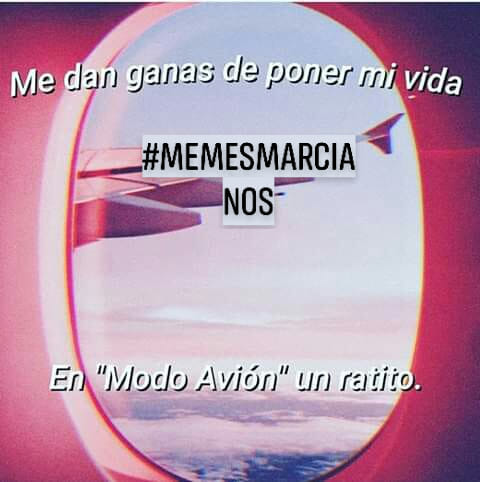 Me dan ganas de poner mi vida
#MEMESMARCIA
NOS
En "Modo Avión" un ratito.